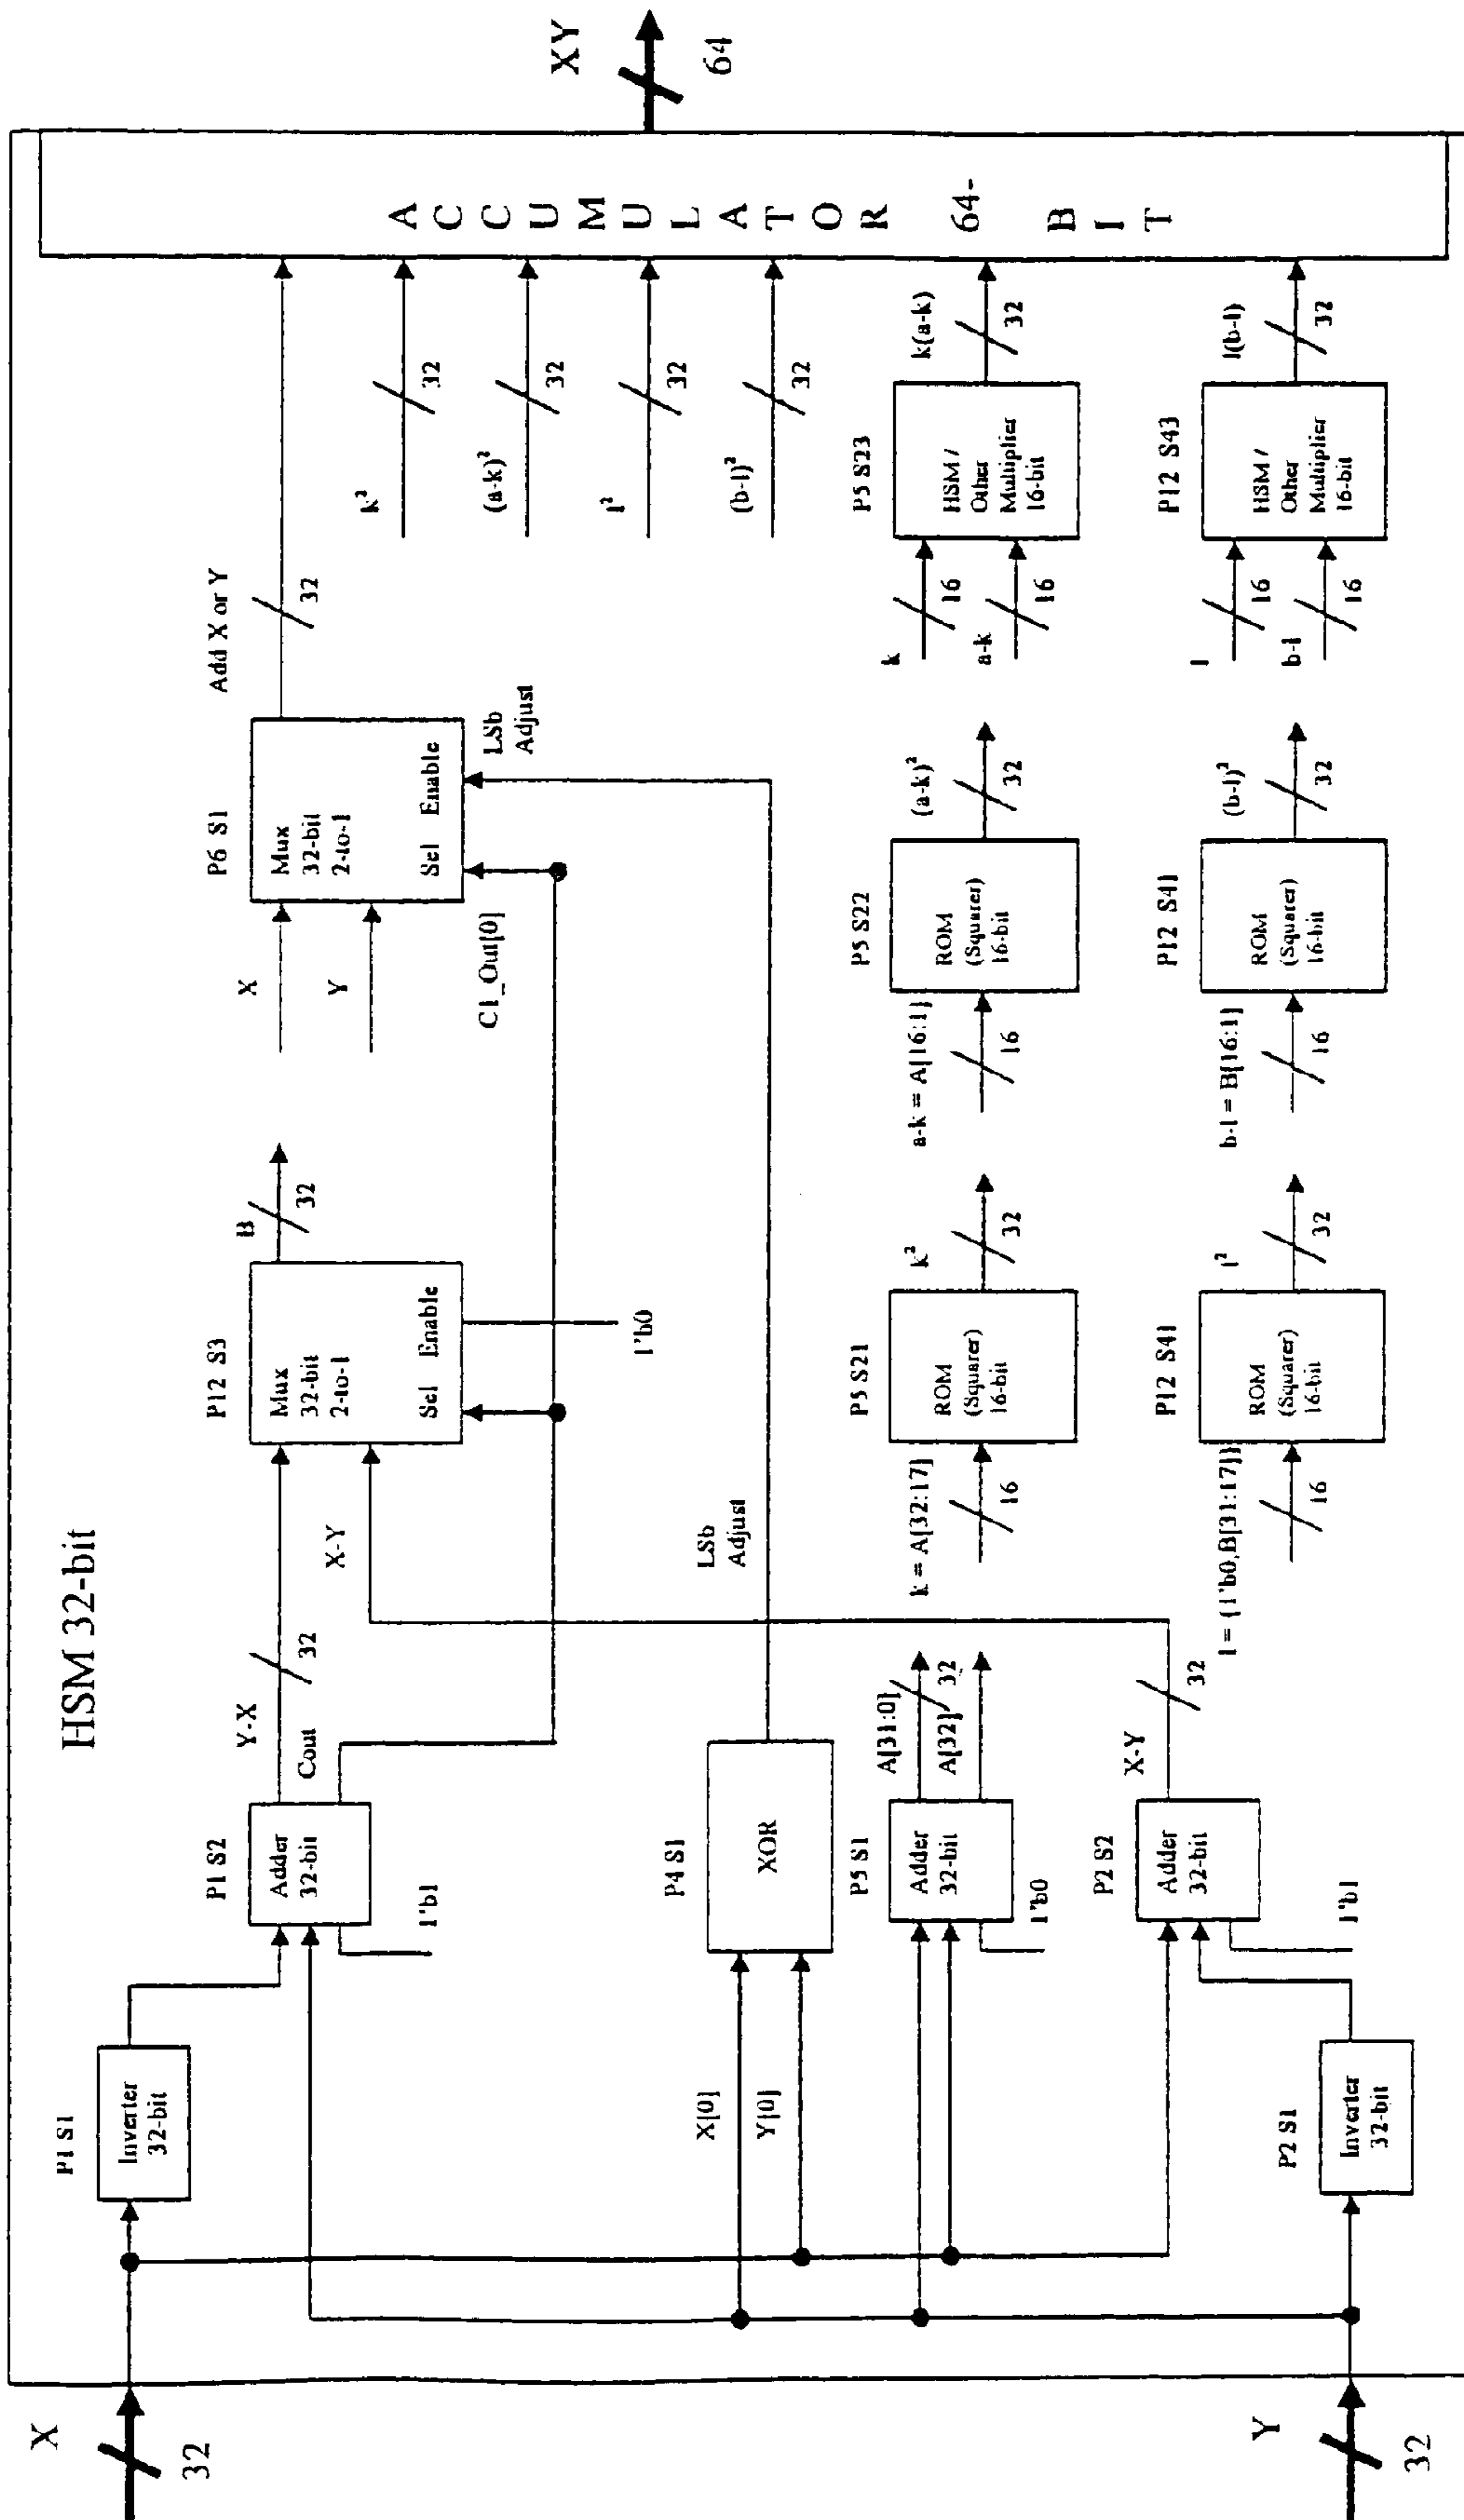 HSM 32-bit
X
32
Y
32
P1 S1
Inverter
32-bit
P1 S2
Adder
32-bit
1'b1
Y-X
32
Cout
P12 S3
Mux
32-bit
2-to-1
Sel Enable
X-Y
1'b0
B
32
P6 S1
Mux
32-bit
2-to-1
Sel Enable
X
Y
C1_Out[0]
LSb
Adjust
Add X or Y
32
X[0]
Y[0]
P4 S1
XOR
LSb
Adjust
P5 S1
Adder
32-bit
1'b0
A[31:0]
A[32]
32
P2 S1
Inverter
32-bit
P2 S2
Adder
32-bit
1'b1
X-Y
32
k = A[32:17]
16
P5 S21
ROM
(Squarer)
16-bit
k²
32
a-k = A[16:1]
16
P5 S22
ROM
(Squarer)
16-bit
(a-k)²
32
k
16
a-k
16
P5 S23
HSM /
Other
Multiplier
16-bit
k(a-k)
32
l = {1'b0,B[31:17]}
16
P12 S41
ROM
(Squarer)
16-bit
l²
32
b-l = B[16:1]
16
P12 S41
ROM
(Squarer)
16-bit
(b-l)²
32
l
16
b-l
16
P12 S43
HSM /
Other
Multiplier
16-bit
l(b-l)
32
k²
32
(a-k)²
32
l²
32
(b-l)²
32
A C C U M U L A T O R 64- B I T
XY
64